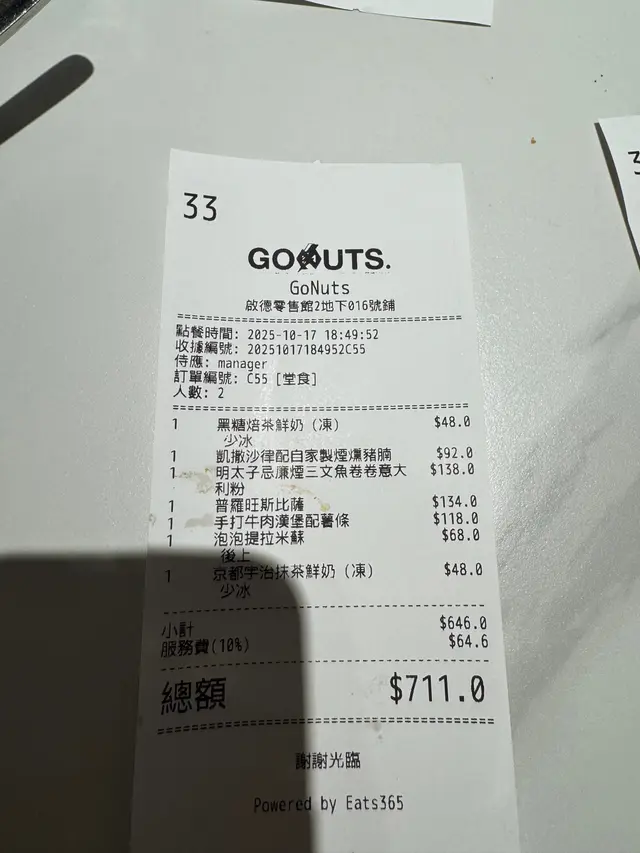 33
GONUTS.
GoNuts
啟德零售館2地下016號鋪
點餐時間: 2025-10-17 18:49:52
收據編號: 20251017184952C55
侍應: manager
訂單編號: C55 [堂食]
人數: 2
1 黑糖焙茶鮮奶 (凍) $48.0
少冰
1 凱撒沙律配自家製煙燻豬腩 $92.0
1 明太子忌廉煙三文魚卷卷意大 $138.0
利粉
1 普羅旺斯比薩 $134.0
1 手打牛肉漢堡配薯條 $118.0
1 泡泡提拉米蘇 $68.0
後上
1 京都宇治抹茶鮮奶 (凍) $48.0
少冰
小計 $646.0
服務費(10%) $64.6
總額 $711.0
謝謝光臨
Powered by Eats365